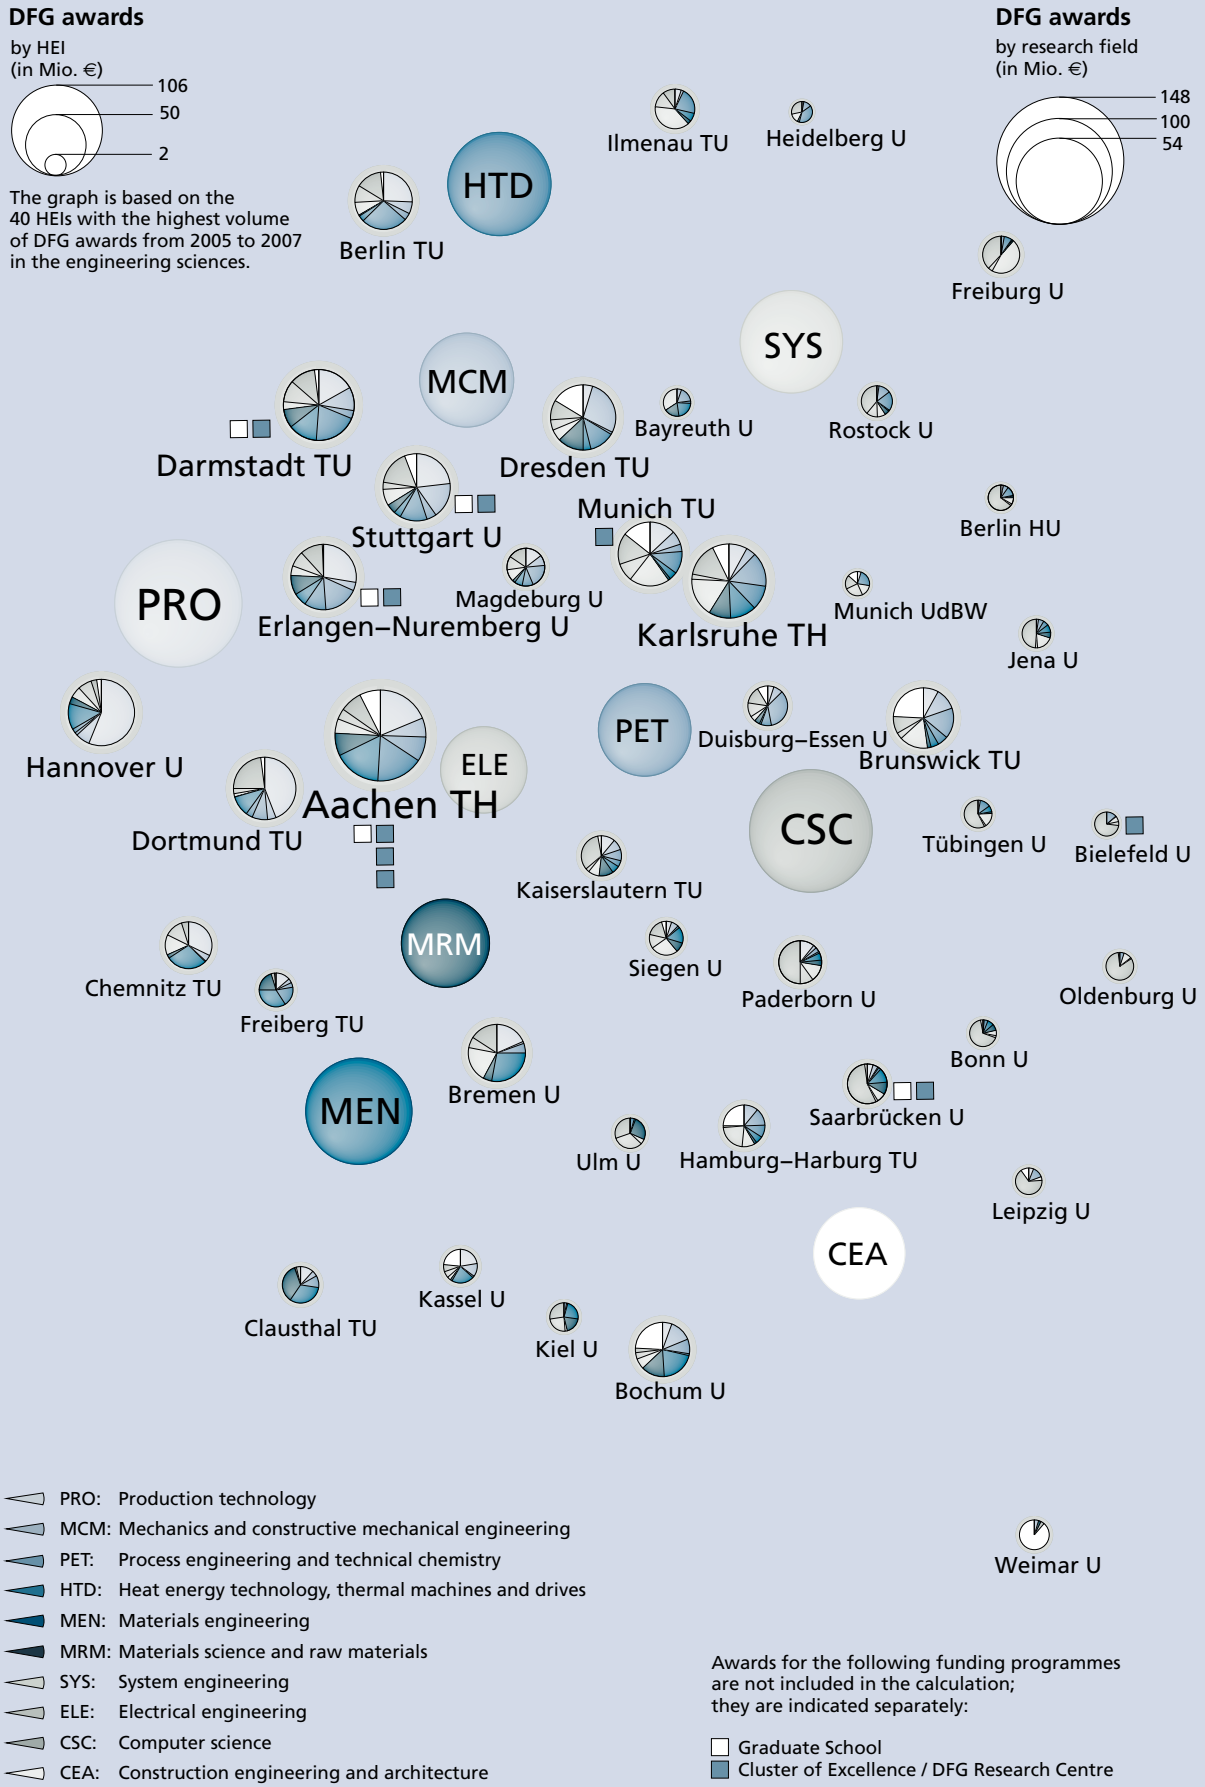 DFG awards
by HEI
(in Mio. €)
106
50
2
The graph is based on the
40 HEIs with the highest volume
of DFG awards from 2005 to 2007
in the engineering sciences.
DFG awards
by research field
(in Mio. €)
148
100
54
Ilmenau TU
Heidelberg U
HTD
Berlin TU
Freiburg U
SYS
MCM
Bayreuth U
Rostock U
Darmstadt TU
Dresden TU
Munich TU
Stuttgart U
Berlin HU
PRO
Magdeburg U
Munich UdBW
Erlangen–Nuremberg U
Karlsruhe TH
Jena U
PET
Duisburg–Essen U
Brunswick TU
Hannover U
ELE
Aachen TH
CSC
Dortmund TU
Tübingen U
Bielefeld U
Kaiserslautern TU
MRM
Siegen U
Chemnitz TU
Paderborn U
Oldenburg U
Freiberg TU
Bonn U
Bremen U
MEN
Saarbrücken U
Ulm U
Hamburg–Harburg TU
Leipzig U
CEA
Kassel U
Clausthal TU
Kiel U
Bochum U
Weimar U
PRO: Production technology
MCM: Mechanics and constructive mechanical engineering
PET: Process engineering and technical chemistry
HTD: Heat energy technology, thermal machines and drives
MEN: Materials engineering
MRM: Materials science and raw materials
SYS: System engineering
ELE: Electrical engineering
CSC: Computer science
CEA: Construction engineering and architecture
Awards for the following funding programmes
are not included in the calculation;
they are indicated separately:
Graduate School
Cluster of Excellence / DFG Research Centre